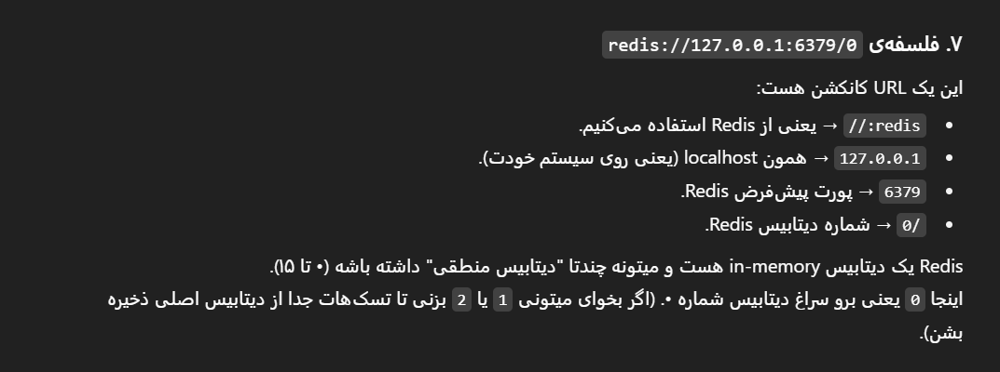 ۷. فلسفه‌ی redis://127.0.0.1:6379/0
این یک URL کانکشن هست:
• redis:// → یعنی از Redis استفاده می‌کنیم.
• 127.0.0.1 → همون localhost (یعنی روی سیستم خودت).
• 6379 → پورت پیش‌فرض Redis.
• /0 → شماره دیتابیس Redis.
Redis یک دیتابیس in-memory هست و میتونه چندتا "دیتابیس منطقی" داشته باشه (۰ تا ۱۵).
اینجا 0 یعنی برو سراغ دیتابیس شماره ۰. (اگر بخوای میتونی 1 یا 2 بزنی تا تسک‌هات جدا از دیتابیس اصلی ذخیره
بشن).